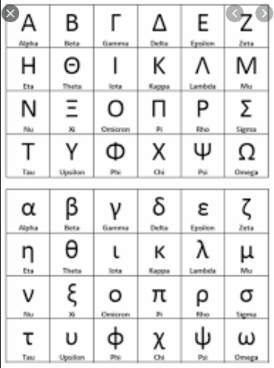 Α Β Γ Δ Ε Ζ
Alpha Beta Gamma Delta Epsilon Zeta
Η Θ Ι Κ Λ Μ
Eta Theta Iota Kappa Lambda Mu
Ν Ξ Ο Π Ρ Σ
Nu Xi Omicron Pi Rho Sigma
Τ Υ Φ Χ Ψ Ω
Tau Upsilon Phi Chi Psi Omega
α β γ δ ε ζ
Alpha Beta Gamma Delta Epsilon Zeta
η θ ι κ λ μ
Eta Theta Iota Kappa Lambda Mu
ν ξ ο π ρ σ
Nu Xi Omicron Pi Rho Sigma
τ υ φ χ ψ ω
Tau Upsilon Phi Chi Psi Omega